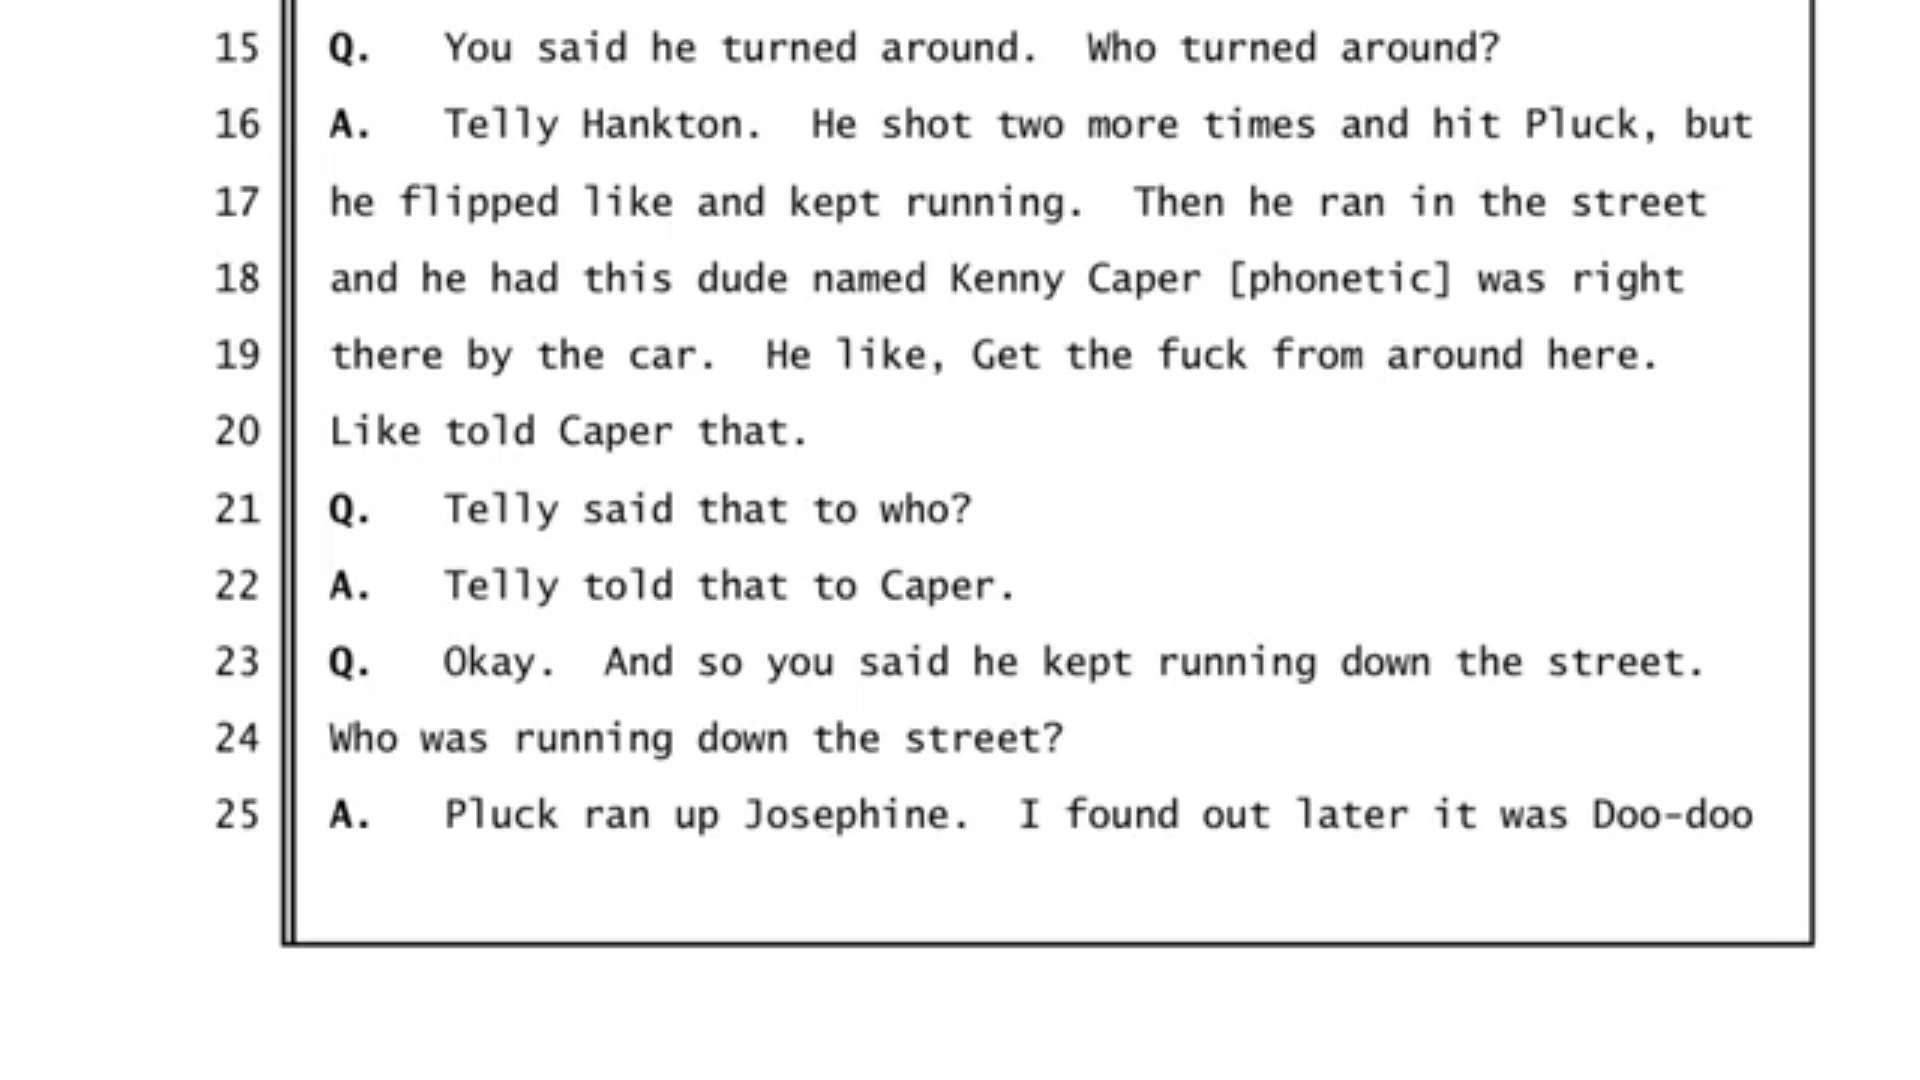 15 Q. You said he turned around. Who turned around?
16 A. Telly Hankton. He shot two more times and hit Pluck, but
17 he flipped like and kept running. Then he ran in the street
18 and he had this dude named Kenny Caper [phonetic] was right
19 there by the car. He like, Get the fuck from around here.
20 Like told Caper that.
21 Q. Telly said that to who?
22 A. Telly told that to Caper.
23 Q. Okay. And so you said he kept running down the street.
24 Who was running down the street?
25 A. Pluck ran up Josephine. I found out later it was Doo-doo